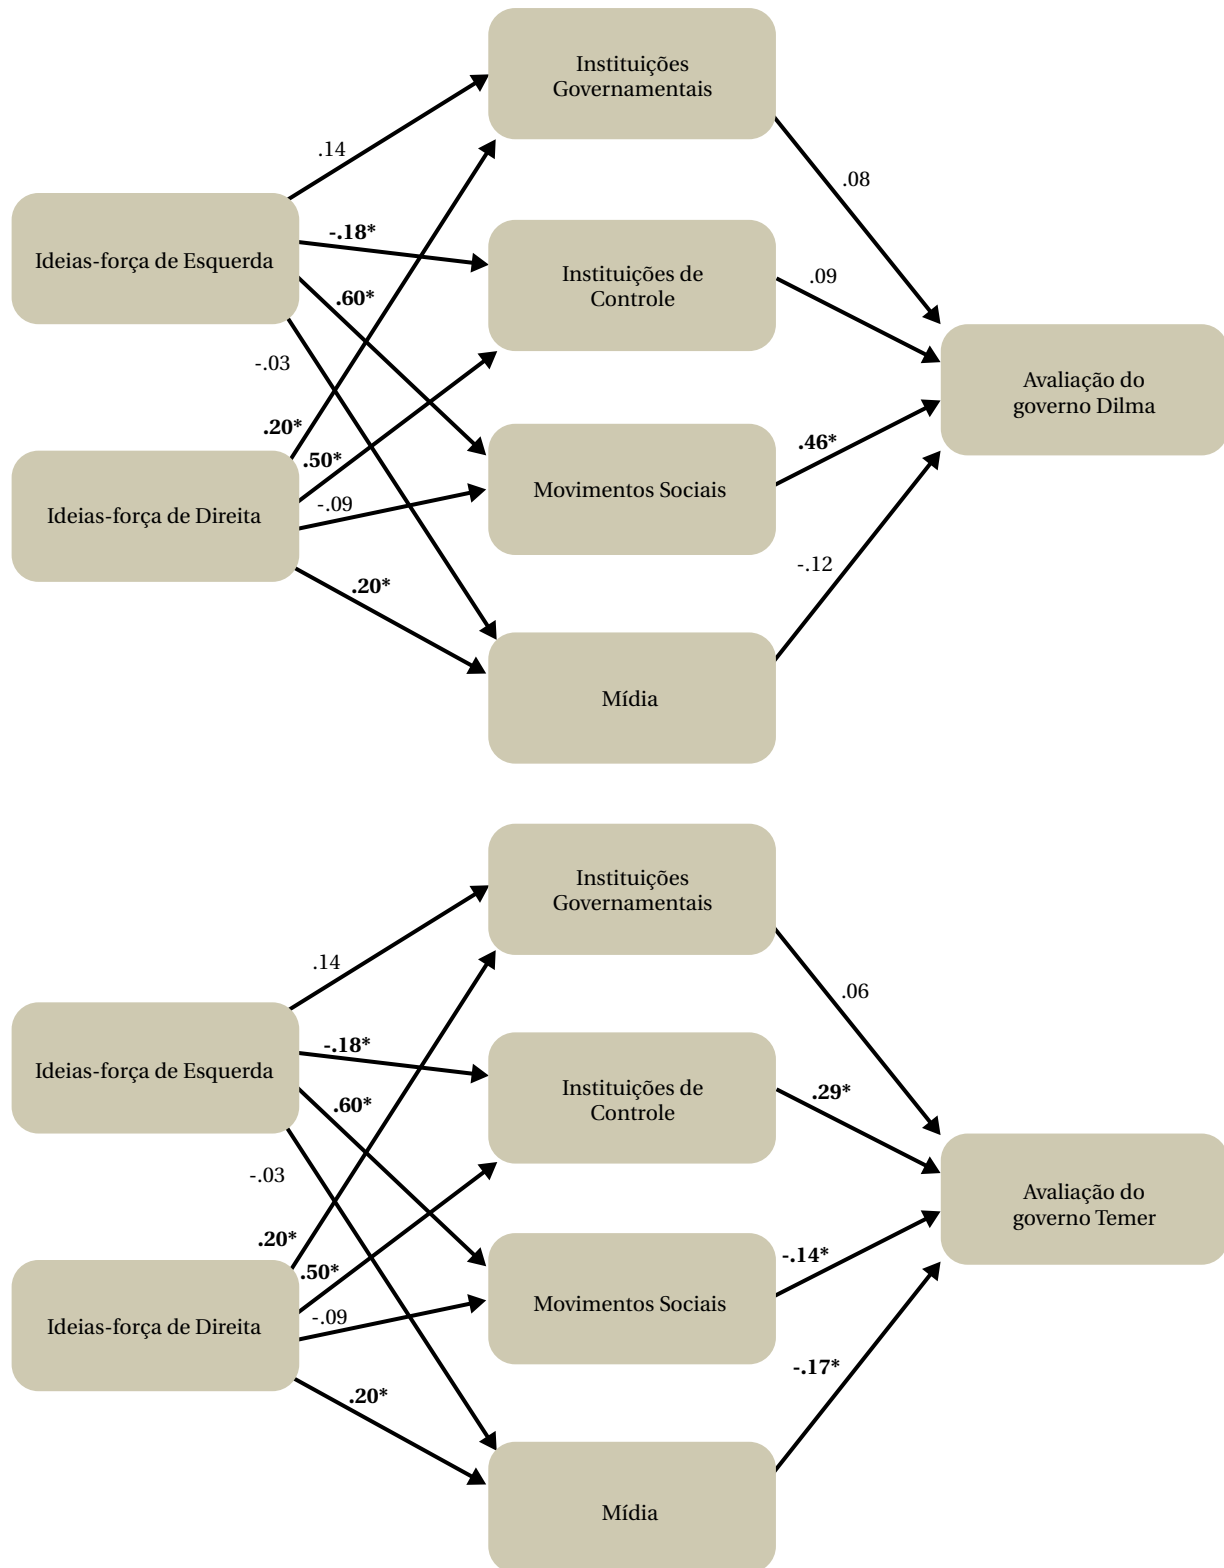 Instituições
Governamentais
.14
.08
Ideias-força de Esquerda
-.18*
Instituições de
Controle
.09
.60*
-.03
Avaliação do
governo Dilma
.20*
.50*
.46*
Movimentos Sociais
-.09
Ideias-força de Direita
-.12
.20*
Mídia
Instituições
Governamentais
.14
.06
Ideias-força de Esquerda
-.18*
Instituições de
Controle
.29*
.60*
-.03
Avaliação do
governo Temer
.20*
.50*
-.14*
Movimentos Sociais
-.09
Ideias-força de Direita
-.17*
.20*
Mídia